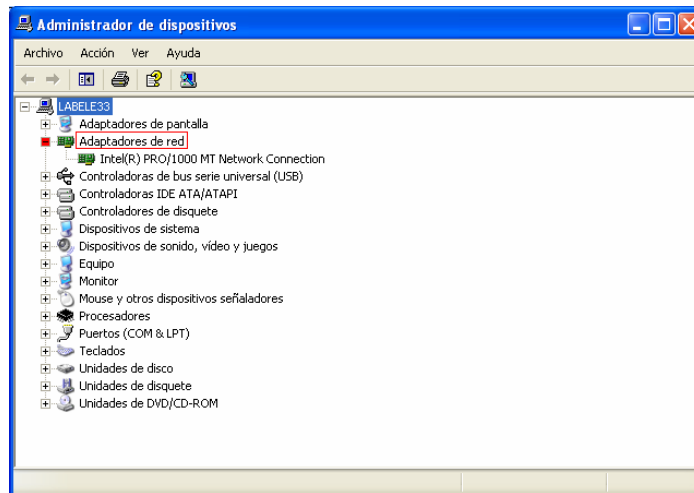 Administrador de dispositivos
Archivo Acción Ver Ayuda
LABELE33
Adaptadores de pantalla
Adaptadores de red
Intel(R) PRO/1000 MT Network Connection
Controladoras de bus serie universal (USB)
Controladoras IDE ATA/ATAPI
Controladores de disquete
Dispositivos de sistema
Dispositivos de sonido, vídeo y juegos
Equipo
Monitor
Mouse y otros dispositivos señaladores
Procesadores
Puertos (COM & LPT)
Teclados
Unidades de disco
Unidades de disquete
Unidades de DVD/CD-ROM